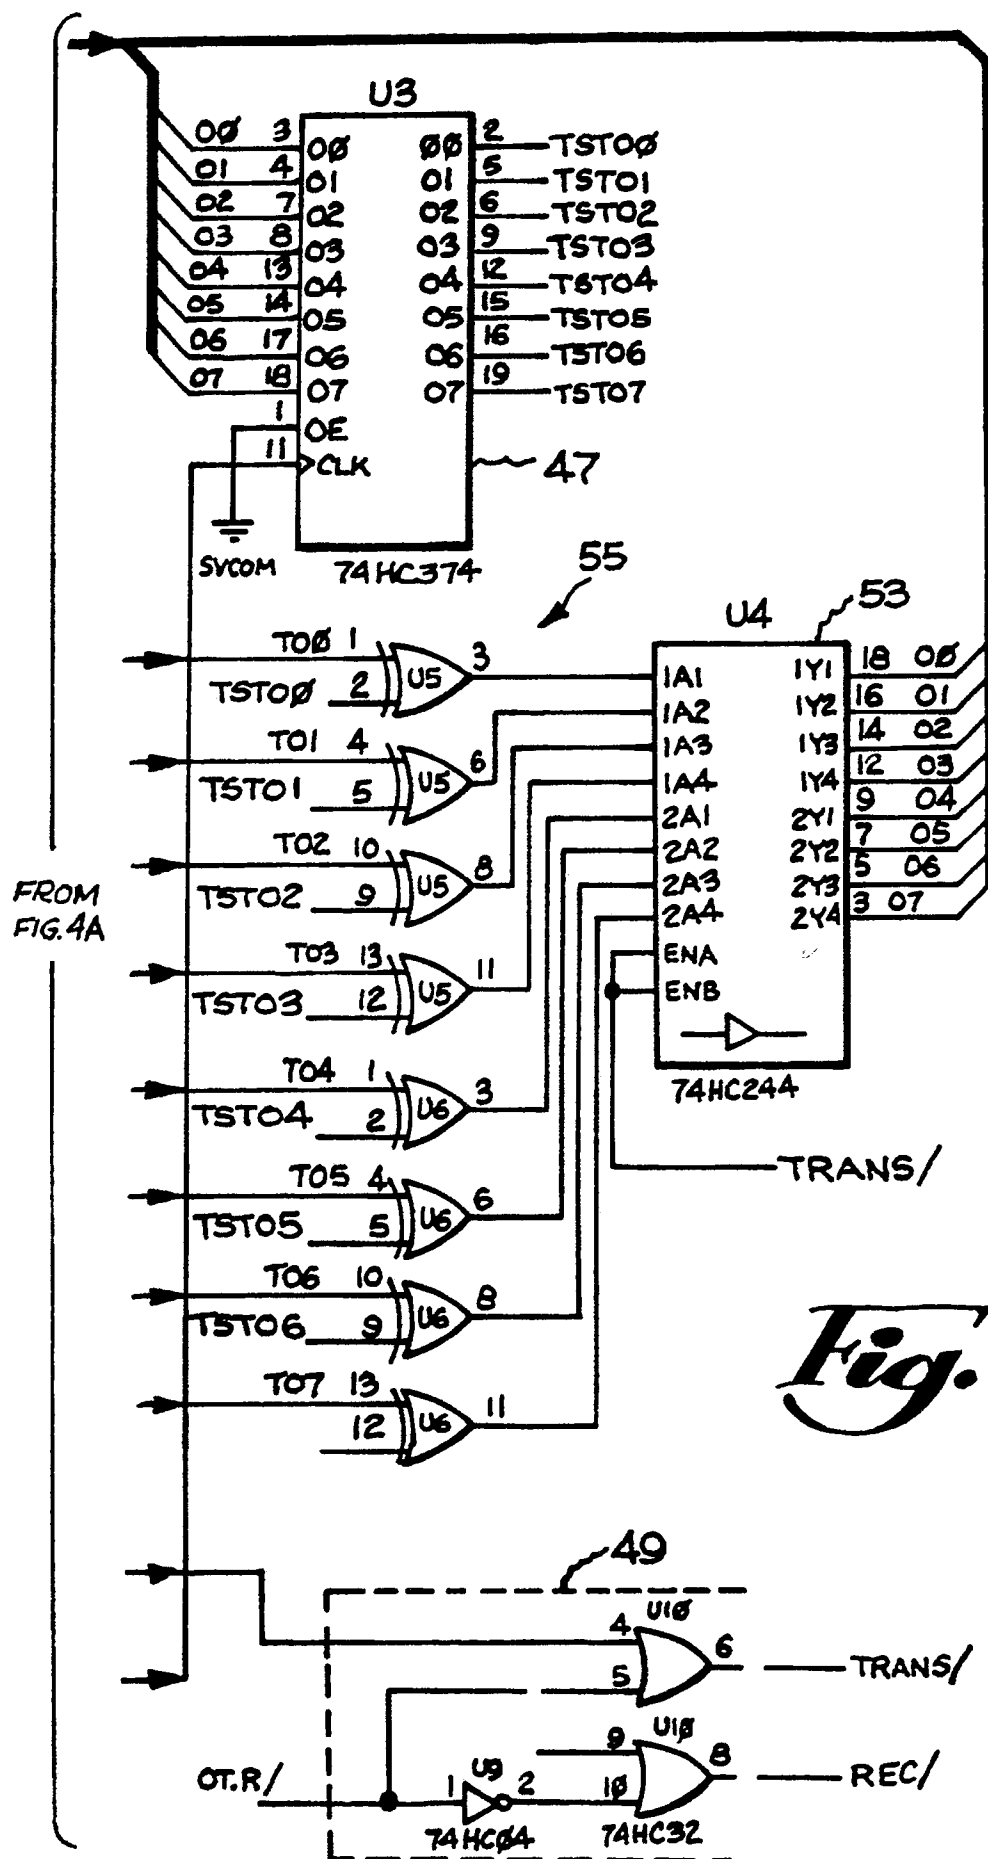 U3
0Ø 3 0Ø ØØ 2 TST0Ø
01 4 01 01 5 TST01
02 7 02 02 6 TST02
03 8 03 03 9 TST03
04 13 04 04 12 TST04
05 14 05 05 15 TST05
06 17 06 06 16 TST06
07 18 07 07 19 TST07
1 OE
11 CLK
47
SVCOM
74HC374
55
53
U4
T0Ø 1
TST0Ø 2
U5 3
T01 4
TST01 5
U5 6
T02 10
TST02 9
U5 8
T03 13
TST03 12
U5 11
T04 1
TST04 2
U6 3
T05 4
TST05 5
U6 6
T06 10
TST06 9
U6 8
T07 13
12
U6 11
1A1 1Y1 18 0Ø
1A2 1Y2 16 01
1A3 1Y3 14 02
1A4 1Y4 12 03
2A1 2Y1 9 04
2A2 2Y2 7 05
2A3 2Y3 5 06
2A4 2Y4 3 07
ENA
ENB
74HC244
TRANS/
FROM
FIG. 4A
Fig.
49
U1Ø
4 6 TRANS/
5
U1Ø
9 8 REC/
OT.R/ 1 U9 2 1Ø
74HCØ4 74HC32